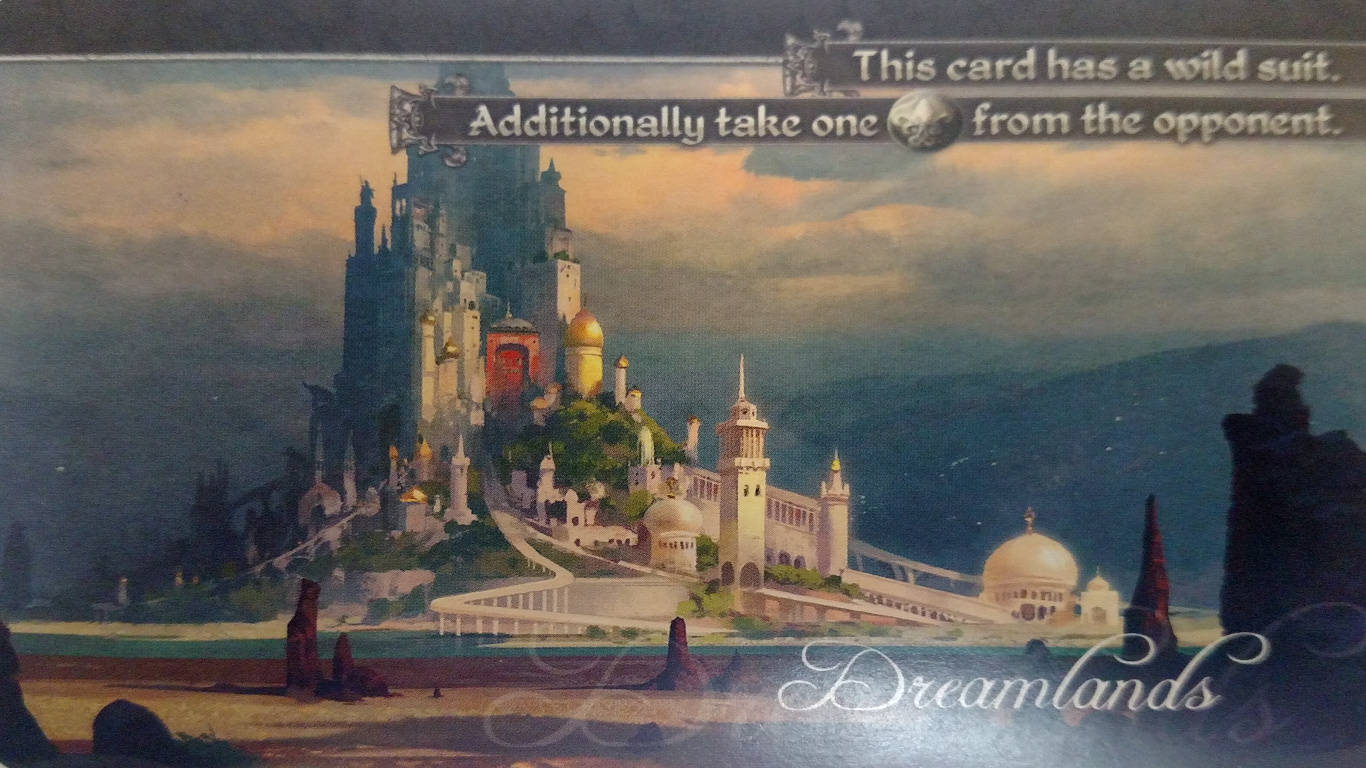 This card has a wild suit.
Additionally take one from the opponent.
Dreamlands